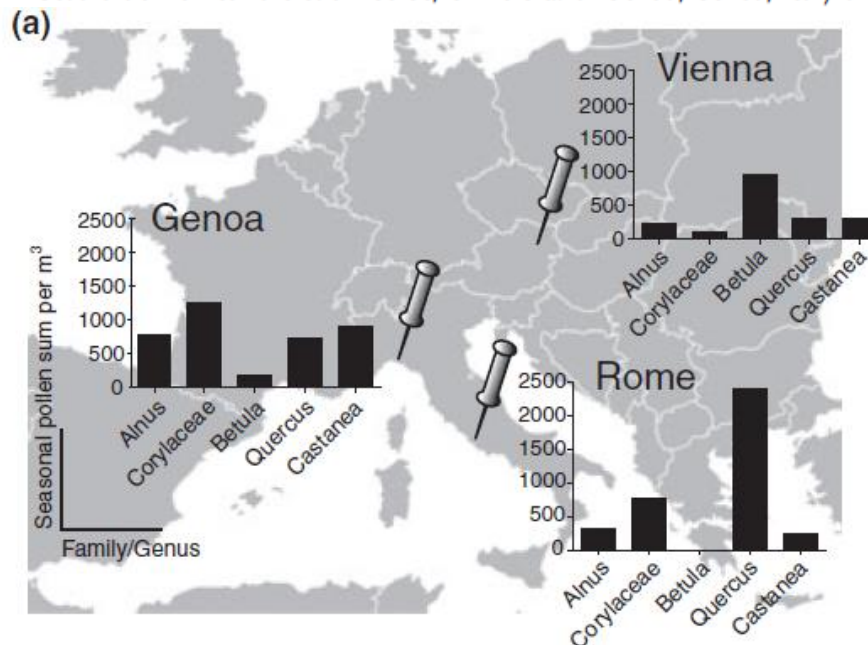 (a)
Vienna
2500
2000
1500
1000
500
0
Alnus
Corylaceae
Betula
Quercus
Castanea
Genoa
2500
2000
1500
1000
500
0
Alnus
Corylaceae
Betula
Quercus
Castanea
Seasonal pollen sum per m³
Family/Genus
Rome
2500
2000
1500
1000
500
0
Alnus
Corylaceae
Betula
Quercus
Castanea